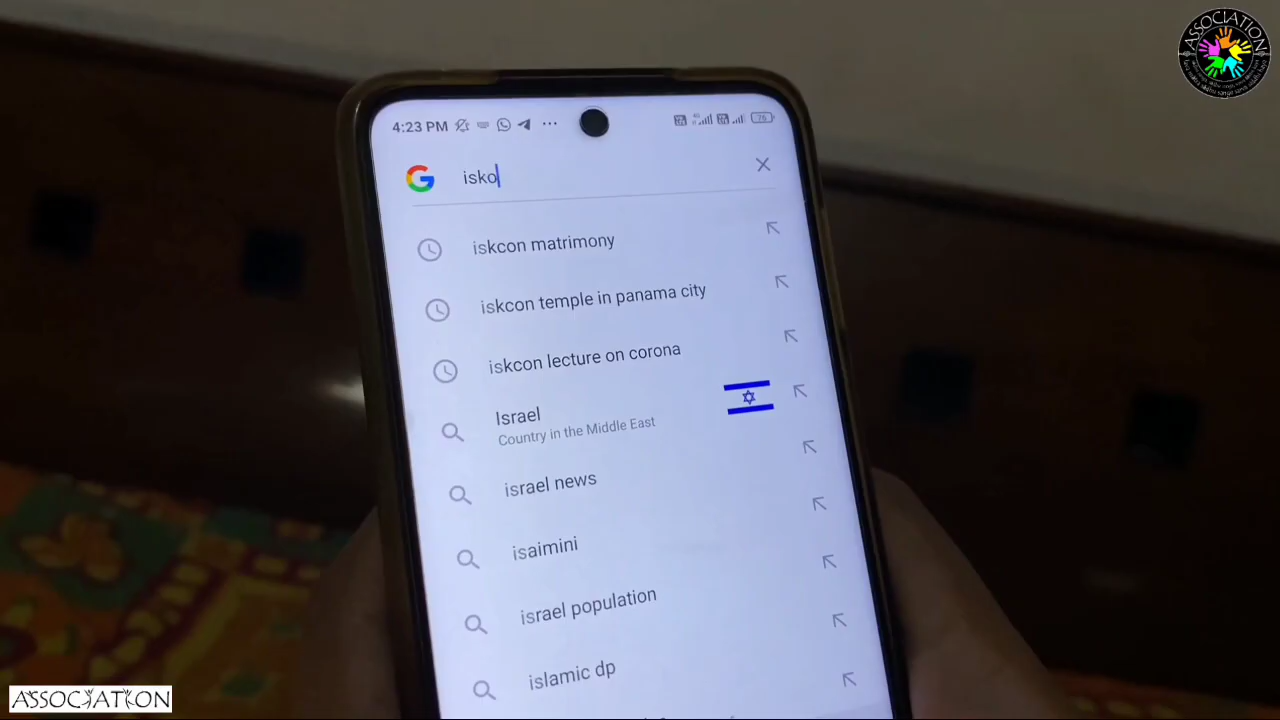 ASSOCIATION
4:23 PM
76
isko
iskcon matrimony
iskcon temple in panama city
iskcon lecture on corona
Israel
Country in the Middle East
israel news
isaimini
israel population
islamic dp
ASSOCIATION